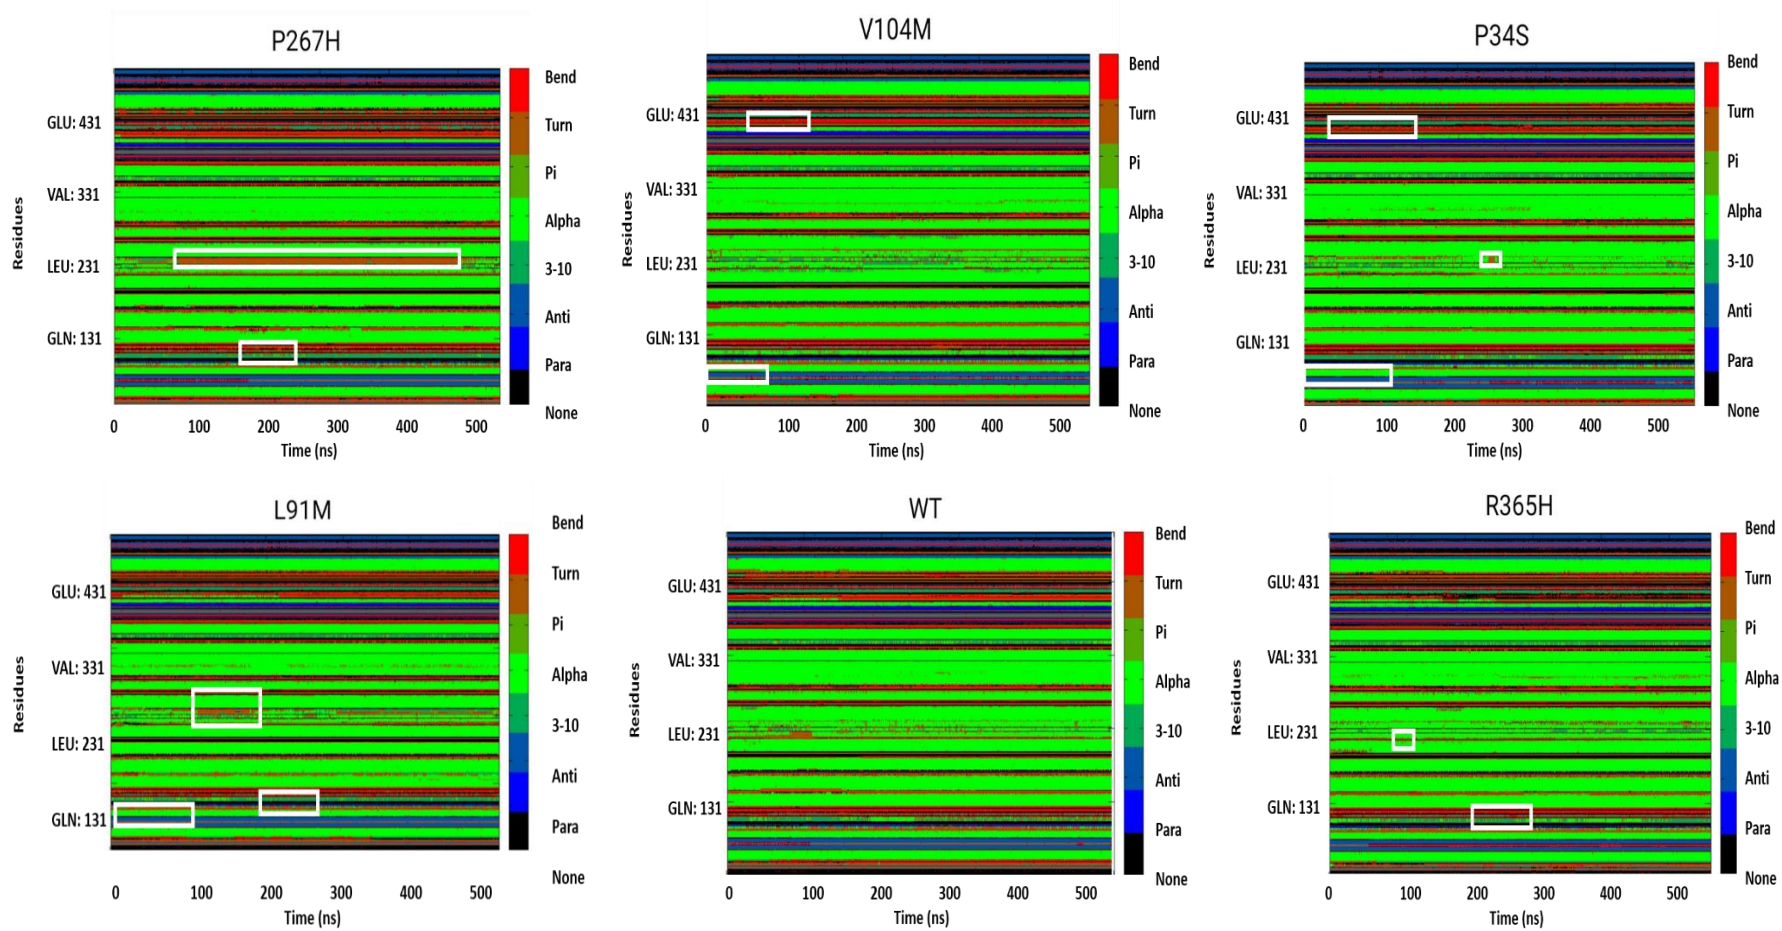 P267H
Bend
Turn
Pi
Alpha
3-10
Anti
Para
None
GLU: 431
VAL: 331
LEU: 231
GLN: 131
Residues
0 100 200 300 400 500
Time (ns)
V104M
Bend
Turn
Pi
Alpha
3-10
Anti
Para
None
GLU: 431
VAL: 331
LEU: 231
GLN: 131
Residues
0 100 200 300 400 500
Time (ns)
P34S
Bend
Turn
Pi
Alpha
3-10
Anti
Para
None
GLU: 431
VAL: 331
LEU: 231
GLN: 131
Residues
0 100 200 300 400 500
Time (ns)
L91M
Bend
Turn
Pi
Alpha
3-10
Anti
Para
None
GLU: 431
VAL: 331
LEU: 231
GLN: 131
Residues
0 100 200 300 400 500
Time (ns)
WT
Bend
Turn
Pi
Alpha
3-10
Anti
Para
None
GLU: 431
VAL: 331
LEU: 231
GLN: 131
Residues
0 100 200 300 400 500
Time (ns)
R365H
Bend
Turn
Pi
Alpha
3-10
Anti
Para
None
GLU: 431
VAL: 331
LEU: 231
GLN: 131
Residues
0 100 200 300 400 500
Time (ns)